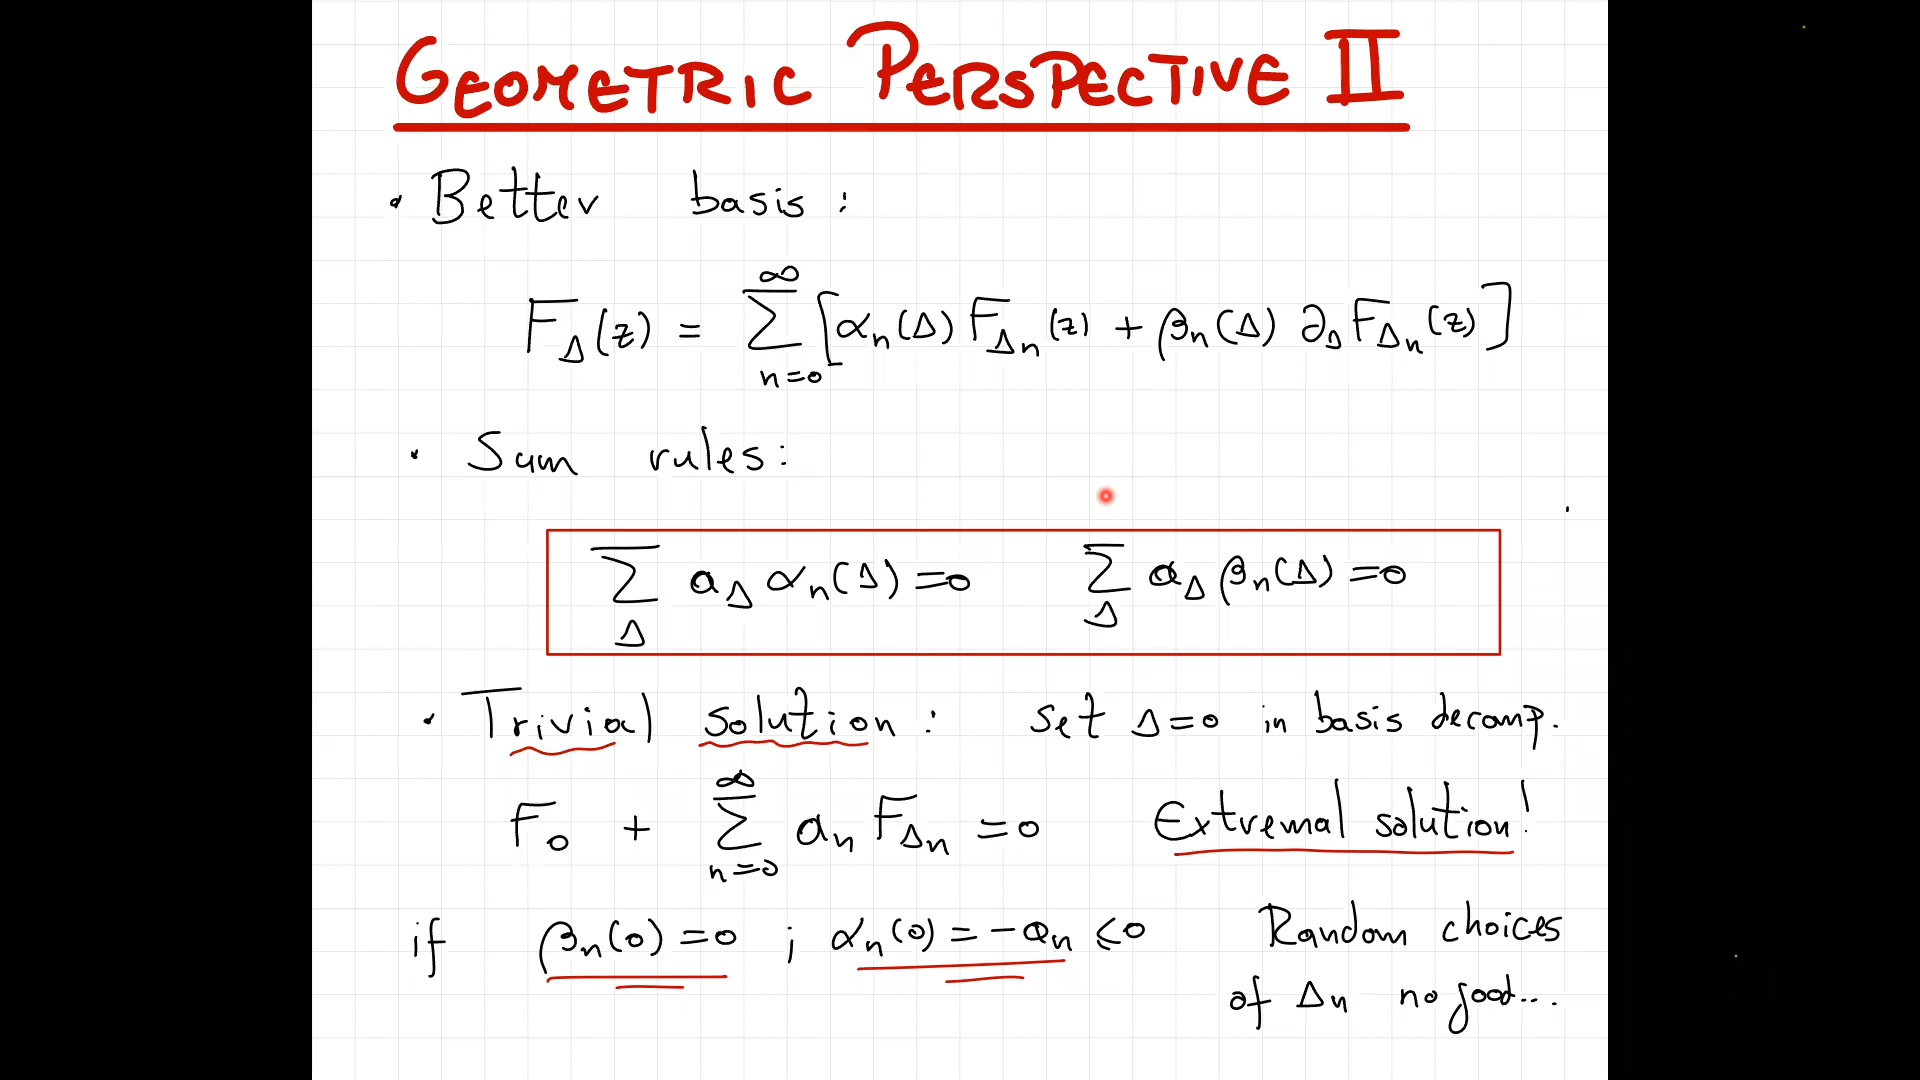 GEOMETRIC PERSPECTIVE II
• Better basis :
F_Δ(z) = ∑_{n=0}^{∞} [α_n(Δ) F_{Δ_n}(z) + β_n(Δ) ∂_Δ F_{Δ_n}(z)]
• Sum rules:
∑_Δ a_Δ α_n(Δ) = 0 ∑_Δ a_Δ β_n(Δ) = 0
• Trivial solution : Set Δ=0 in basis decomp.
F_0 + ∑_{n=0}^{∞} a_n F_{Δ_n} = 0 Extremal solution!
if β_n(0) = 0 ; α_n(0) = -a_n ⩽ 0 Random choices
of Δ_n no good...